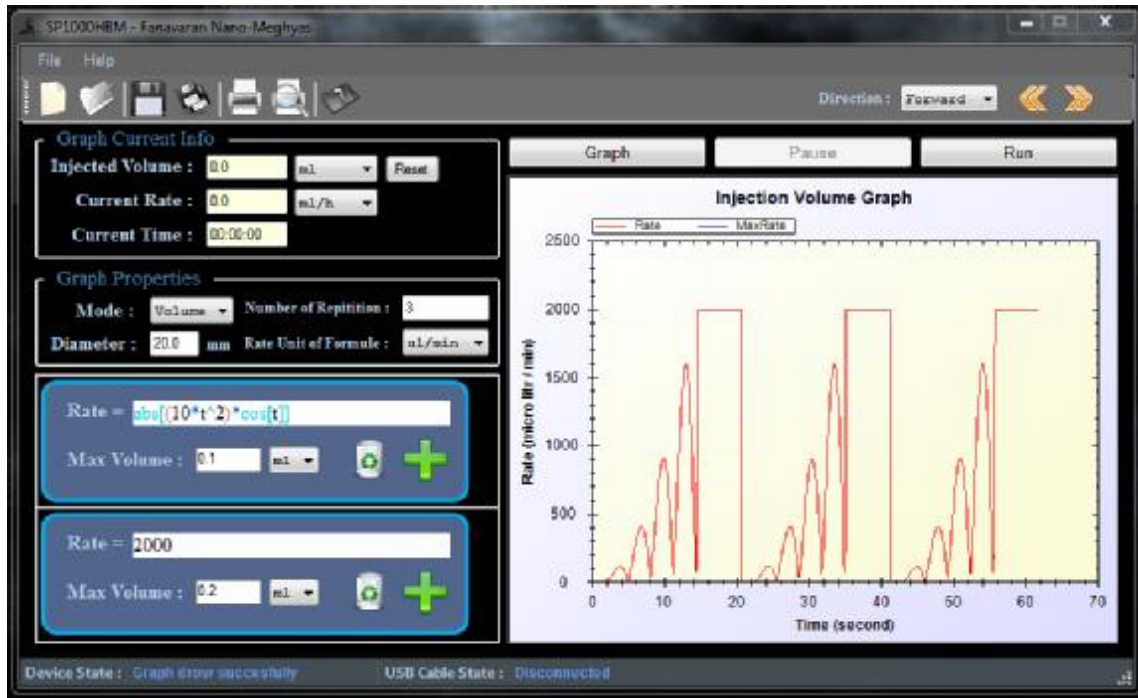 SP1000HBM - Fanavaran Nano-Meghyas
File Help
Direction : Forward
Graph Current Info
Injected Volume : 0.0 ml Reset
Current Rate : 0.0 ml/h
Current Time : 00:00:00
Graph Properties
Mode : Volume Number of Repitition : 3
Diameter : 20.0 mm Rate Unit of Formule : ul/min
Rate = abs[(10*t^2)*cos[t]]
Max Volume : 0.1 ml
Rate = 2000
Max Volume : 0.2 ml
Graph Pause Run
Injection Volume Graph
Rate MaxRate
2500
2000
1500
1000
500
0
Rate (micro litr / min)
0 10 20 30 40 50 60 70
Time (second)
Device State : Graph drow succesfully USB Cable State : Disconnected